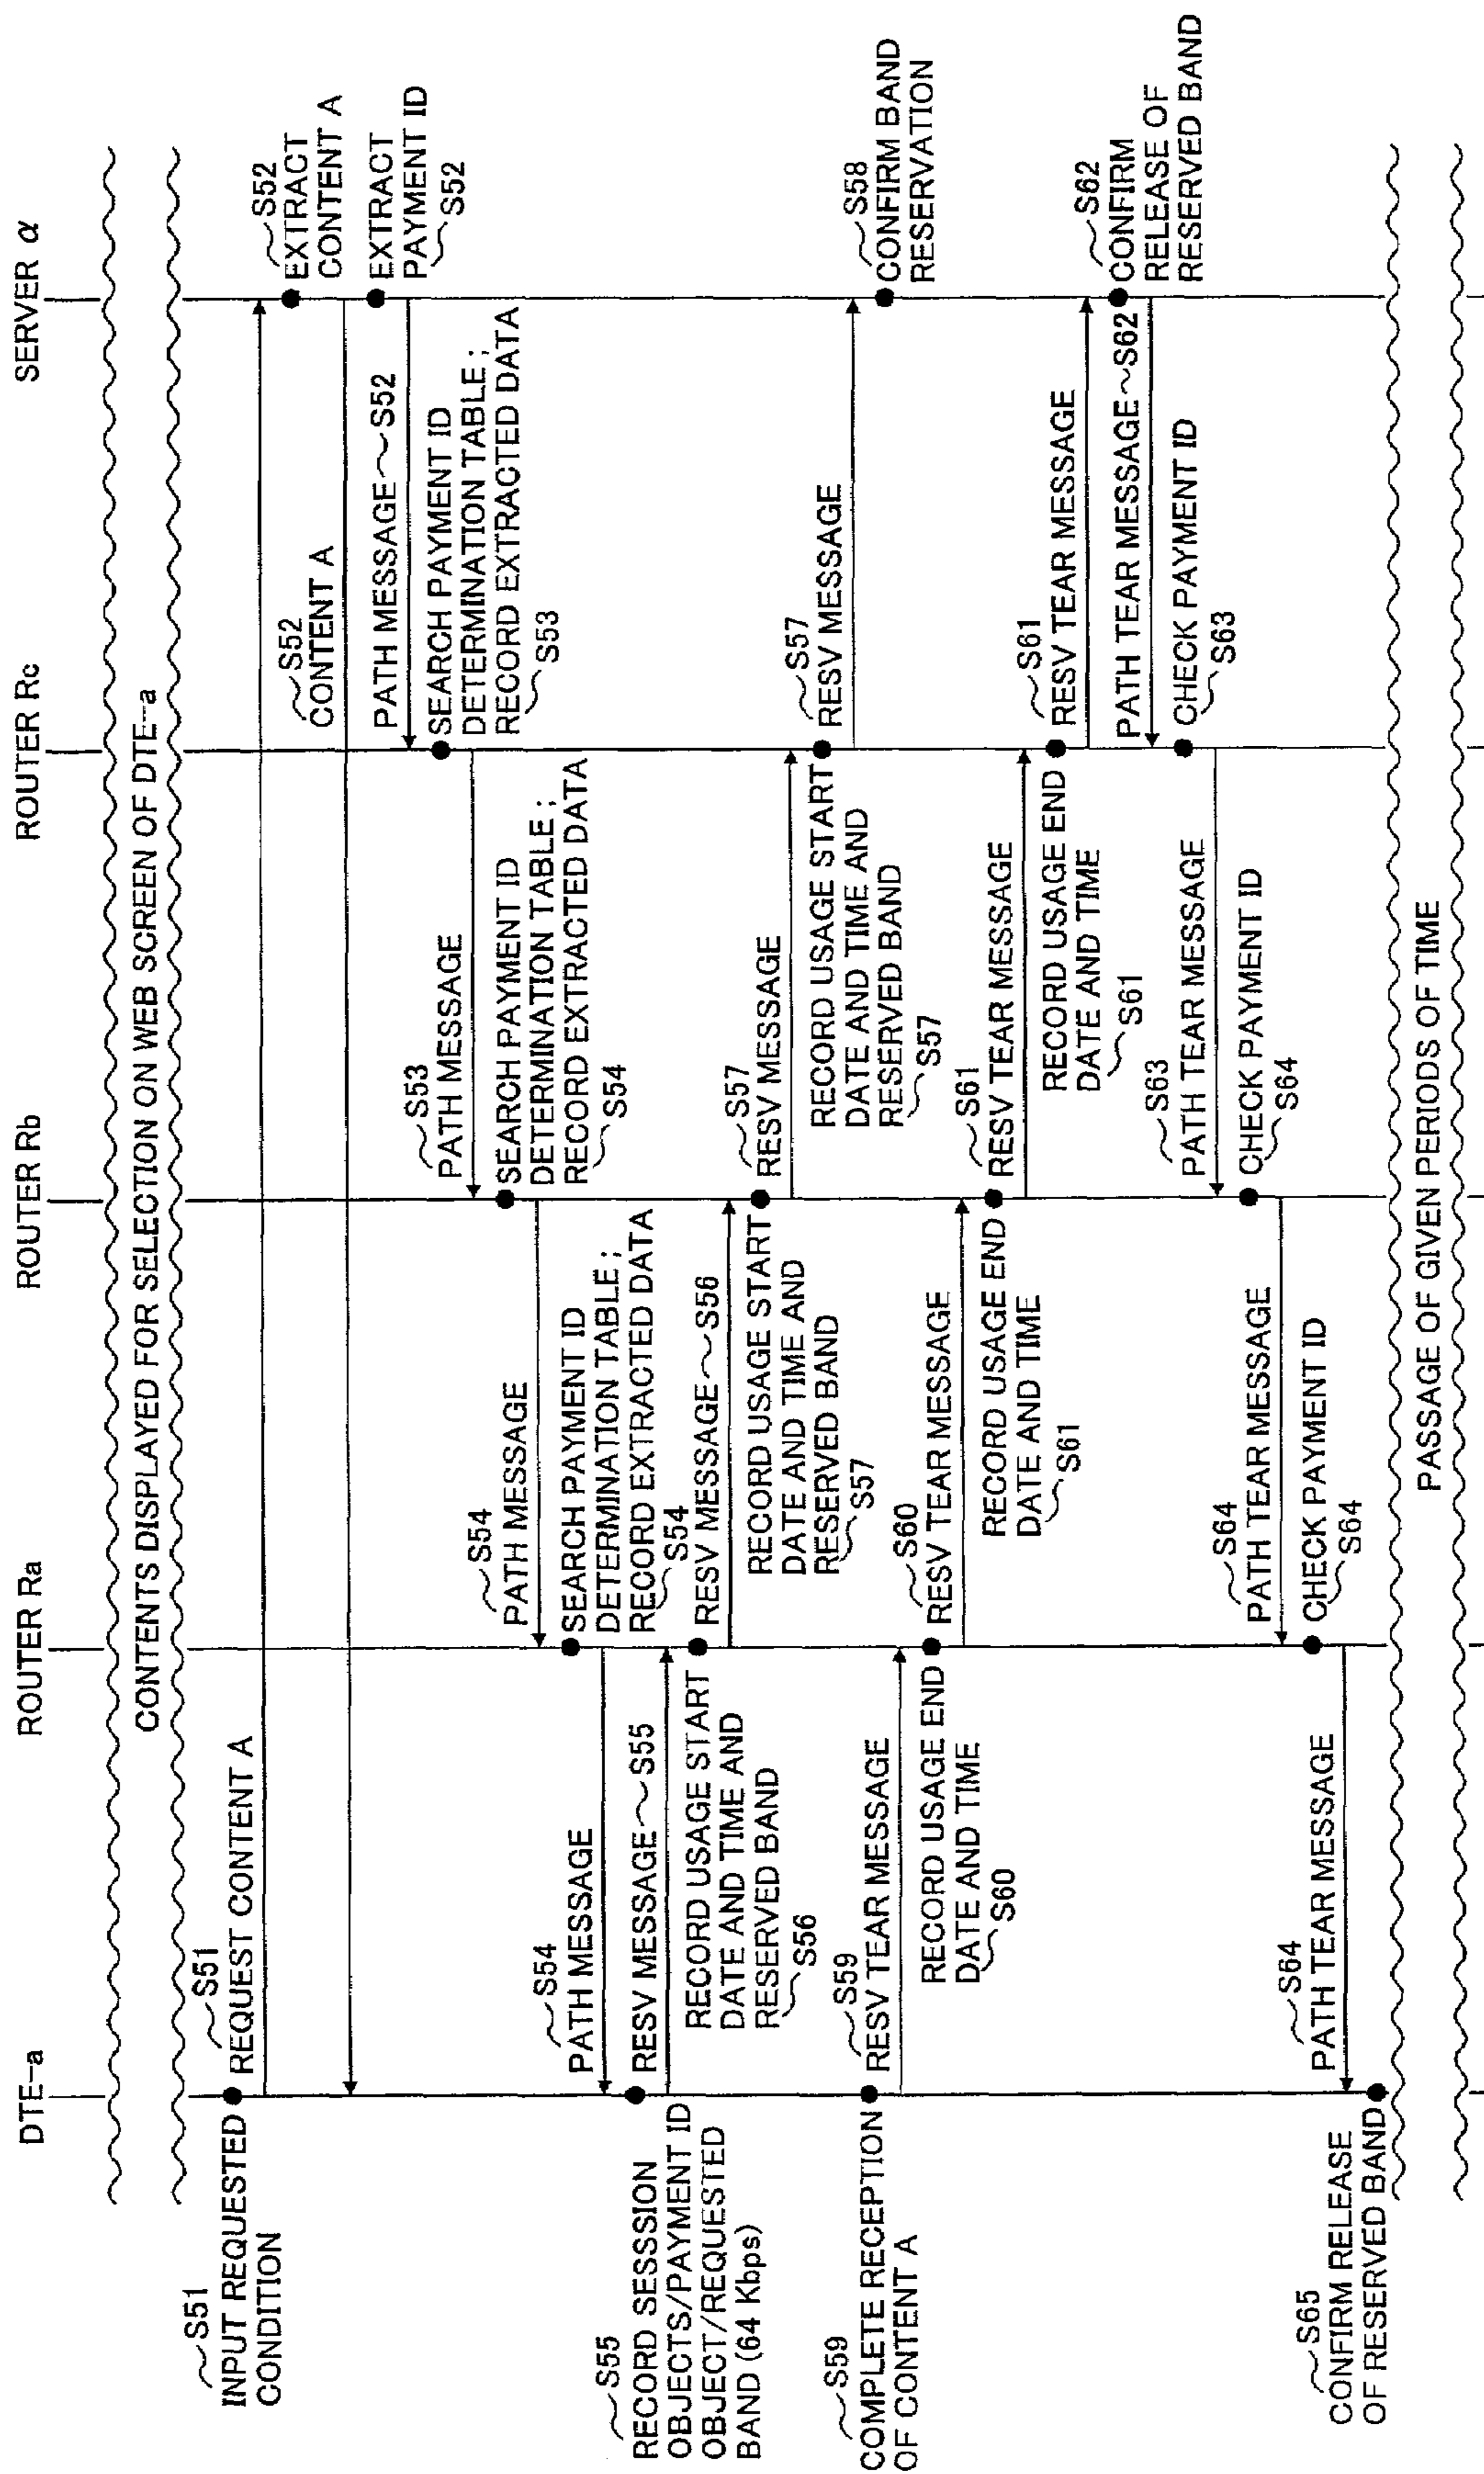 DTE-a
ROUTER Ra
ROUTER Rb
ROUTER Rc
SERVER α
CONTENTS DISPLAYED FOR SELECTION ON WEB SCREEN OF DTE-a
S51
INPUT REQUESTED
CONDITION
S51
REQUEST CONTENT A
S52
EXTRACT
CONTENT A
S52
CONTENT A
EXTRACT
PAYMENT ID
S52
PATH MESSAGE~S52
SEARCH PAYMENT ID
DETERMINATION TABLE;
RECORD EXTRACTED DATA
S53
S53
PATH MESSAGE
SEARCH PAYMENT ID
DETERMINATION TABLE;
RECORD EXTRACTED DATA
S54
S54
PATH MESSAGE
SEARCH PAYMENT ID
DETERMINATION TABLE;
RECORD EXTRACTED DATA
S54
S54
PATH MESSAGE
S55
RECORD SESSSION
OBJECTS/PAYMENT ID
OBJECT/REQUESTED
BAND (64 Kbps)
RESV MESSAGE~S55
RECORD USAGE START
DATE AND TIME AND
RESERVED BAND
S56
RESV MESSAGE~S56
RECORD USAGE START
DATE AND TIME AND
RESERVED BAND
S57
S57
RESV MESSAGE
RECORD USAGE START
DATE AND TIME AND
RESERVED BAND
S57
S57
RESV MESSAGE
S58
CONFIRM BAND
RESERVATION
S59
COMPLETE RECEPTION
OF CONTENT A
S59
RESV TEAR MESSAGE
RECORD USAGE END
DATE AND TIME
S60
S60
RESV TEAR MESSAGE
RECORD USAGE END
DATE AND TIME
S61
S61
RESV TEAR MESSAGE
RECORD USAGE END
DATE AND TIME
S61
S61
RESV TEAR MESSAGE
S62
CONFIRM
RELEASE OF
RESERVED BAND
PATH TEAR MESSAGE~S62
CHECK PAYMENT ID
S63
S63
PATH TEAR MESSAGE
CHECK PAYMENT ID
S64
S64
PATH TEAR MESSAGE
CHECK PAYMENT ID
S64
S64
PATH TEAR MESSAGE
S65
CONFIRM RELEASE
OF RESERVED BAND
PASSAGE OF GIVEN PERIODS OF TIME